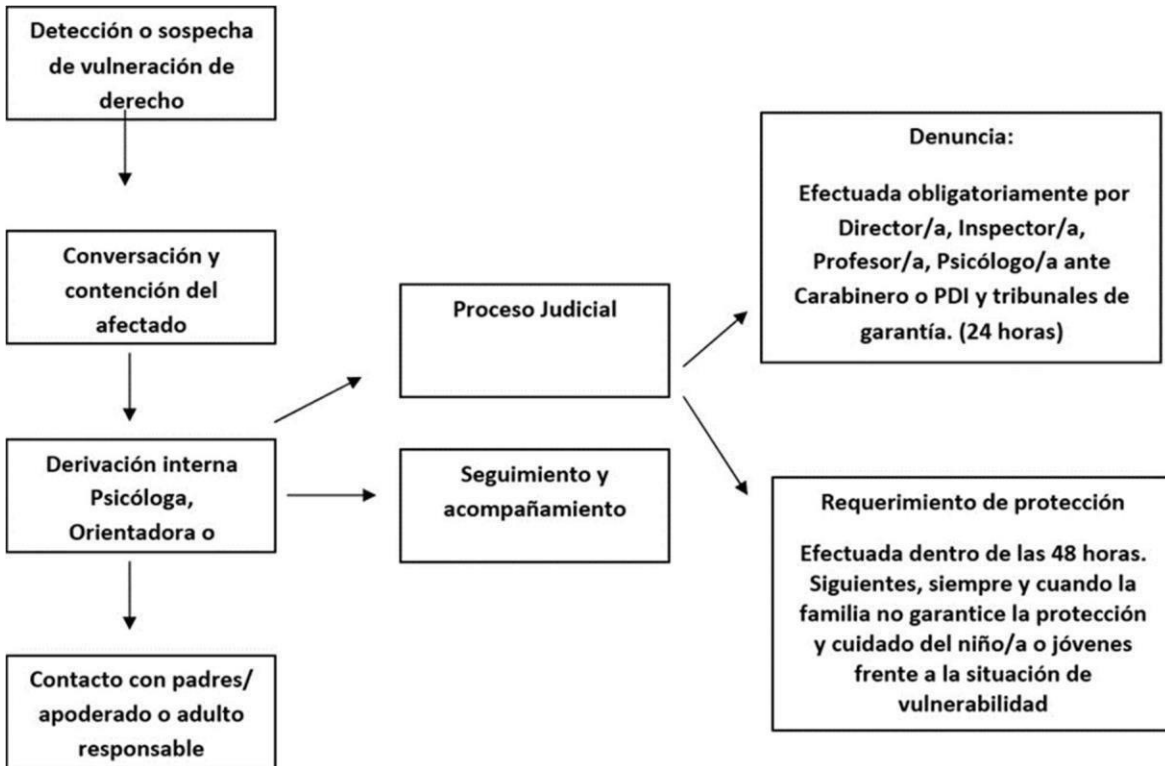 Detección o sospecha
de vulneración de
derecho
Conversación y
contención del
afectado
Derivación interna
Psicóloga,
Orientadora o
Contacto con padres/
apoderado o adulto
responsable
Proceso Judicial
Seguimiento y
acompañamiento
Denuncia:
Efectuada obligatoriamente por
Director/a, Inspector/a,
Profesor/a, Psicólogo/a ante
Carabinero o PDI y tribunales de
garantía. (24 horas)
Requerimiento de protección
Efectuada dentro de las 48 horas.
Siguientes, siempre y cuando la
familia no garantice la protección
y cuidado del niño/a o jóvenes
frente a la situación de
vulnerabilidad